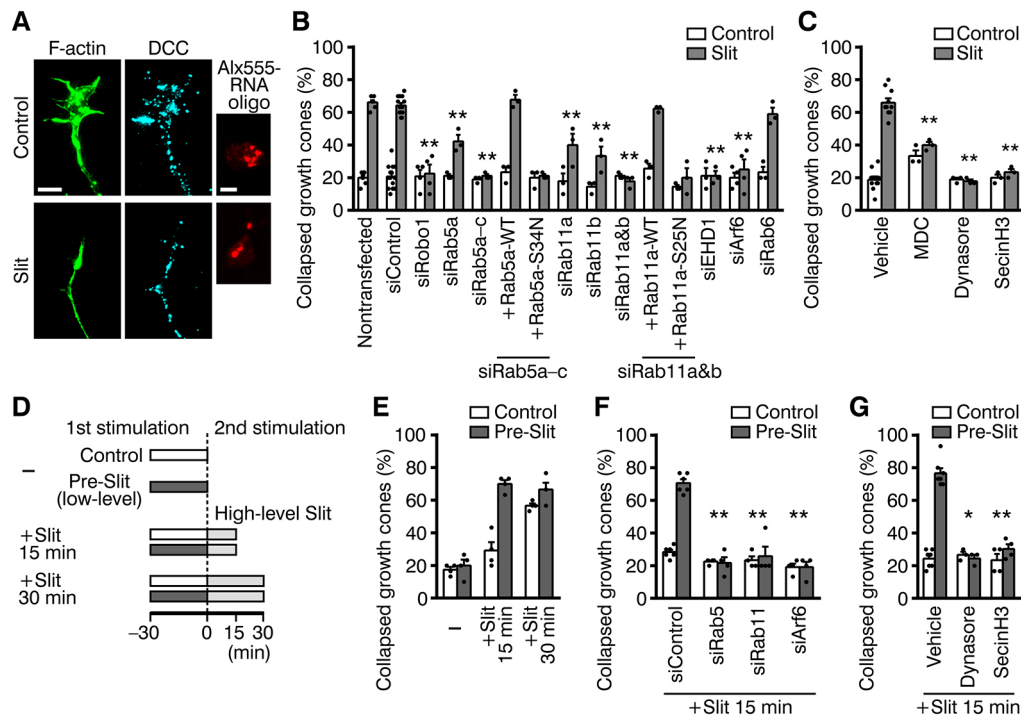 A
F-actin
DCC
Alx555-
RNA
oligo
Control
Slit
B
Control
Slit
Collapsed growth cones (%)
100
80
60
40
20
0
**
**
**
**
**
**
**
**
Nontransfected
siControl
siRobo1
siRab5a
siRab5a–c
+Rab5a-WT
+Rab5a-S34N
siRab11a
siRab11b
siRab11a&b
+Rab11a-WT
+Rab11a-S25N
siEHD1
siArf6
siRab6
siRab5a–c
siRab11a&b
C
Control
Slit
Collapsed growth cones (%)
100
80
60
40
20
0
**
**
**
Vehicle
MDC
Dynasore
SecinH3
D
1st stimulation
2nd stimulation
–
Control
Pre-Slit
(low-level)
High-level Slit
+Slit
15 min
+Slit
30 min
–30
0
15
30
(min)
E
Control
Pre-Slit
Collapsed growth cones (%)
100
80
60
40
20
0
–
+Slit
15 min
+Slit
30 min
F
Control
Pre-Slit
Collapsed growth cones (%)
100
80
60
40
20
0
**
**
**
siControl
siRab5
siRab11
siArf6
+Slit 15 min
G
Control
Pre-Slit
Collapsed growth cones (%)
100
80
60
40
20
0
*
**
Vehicle
Dynasore
SecinH3
+Slit 15 min